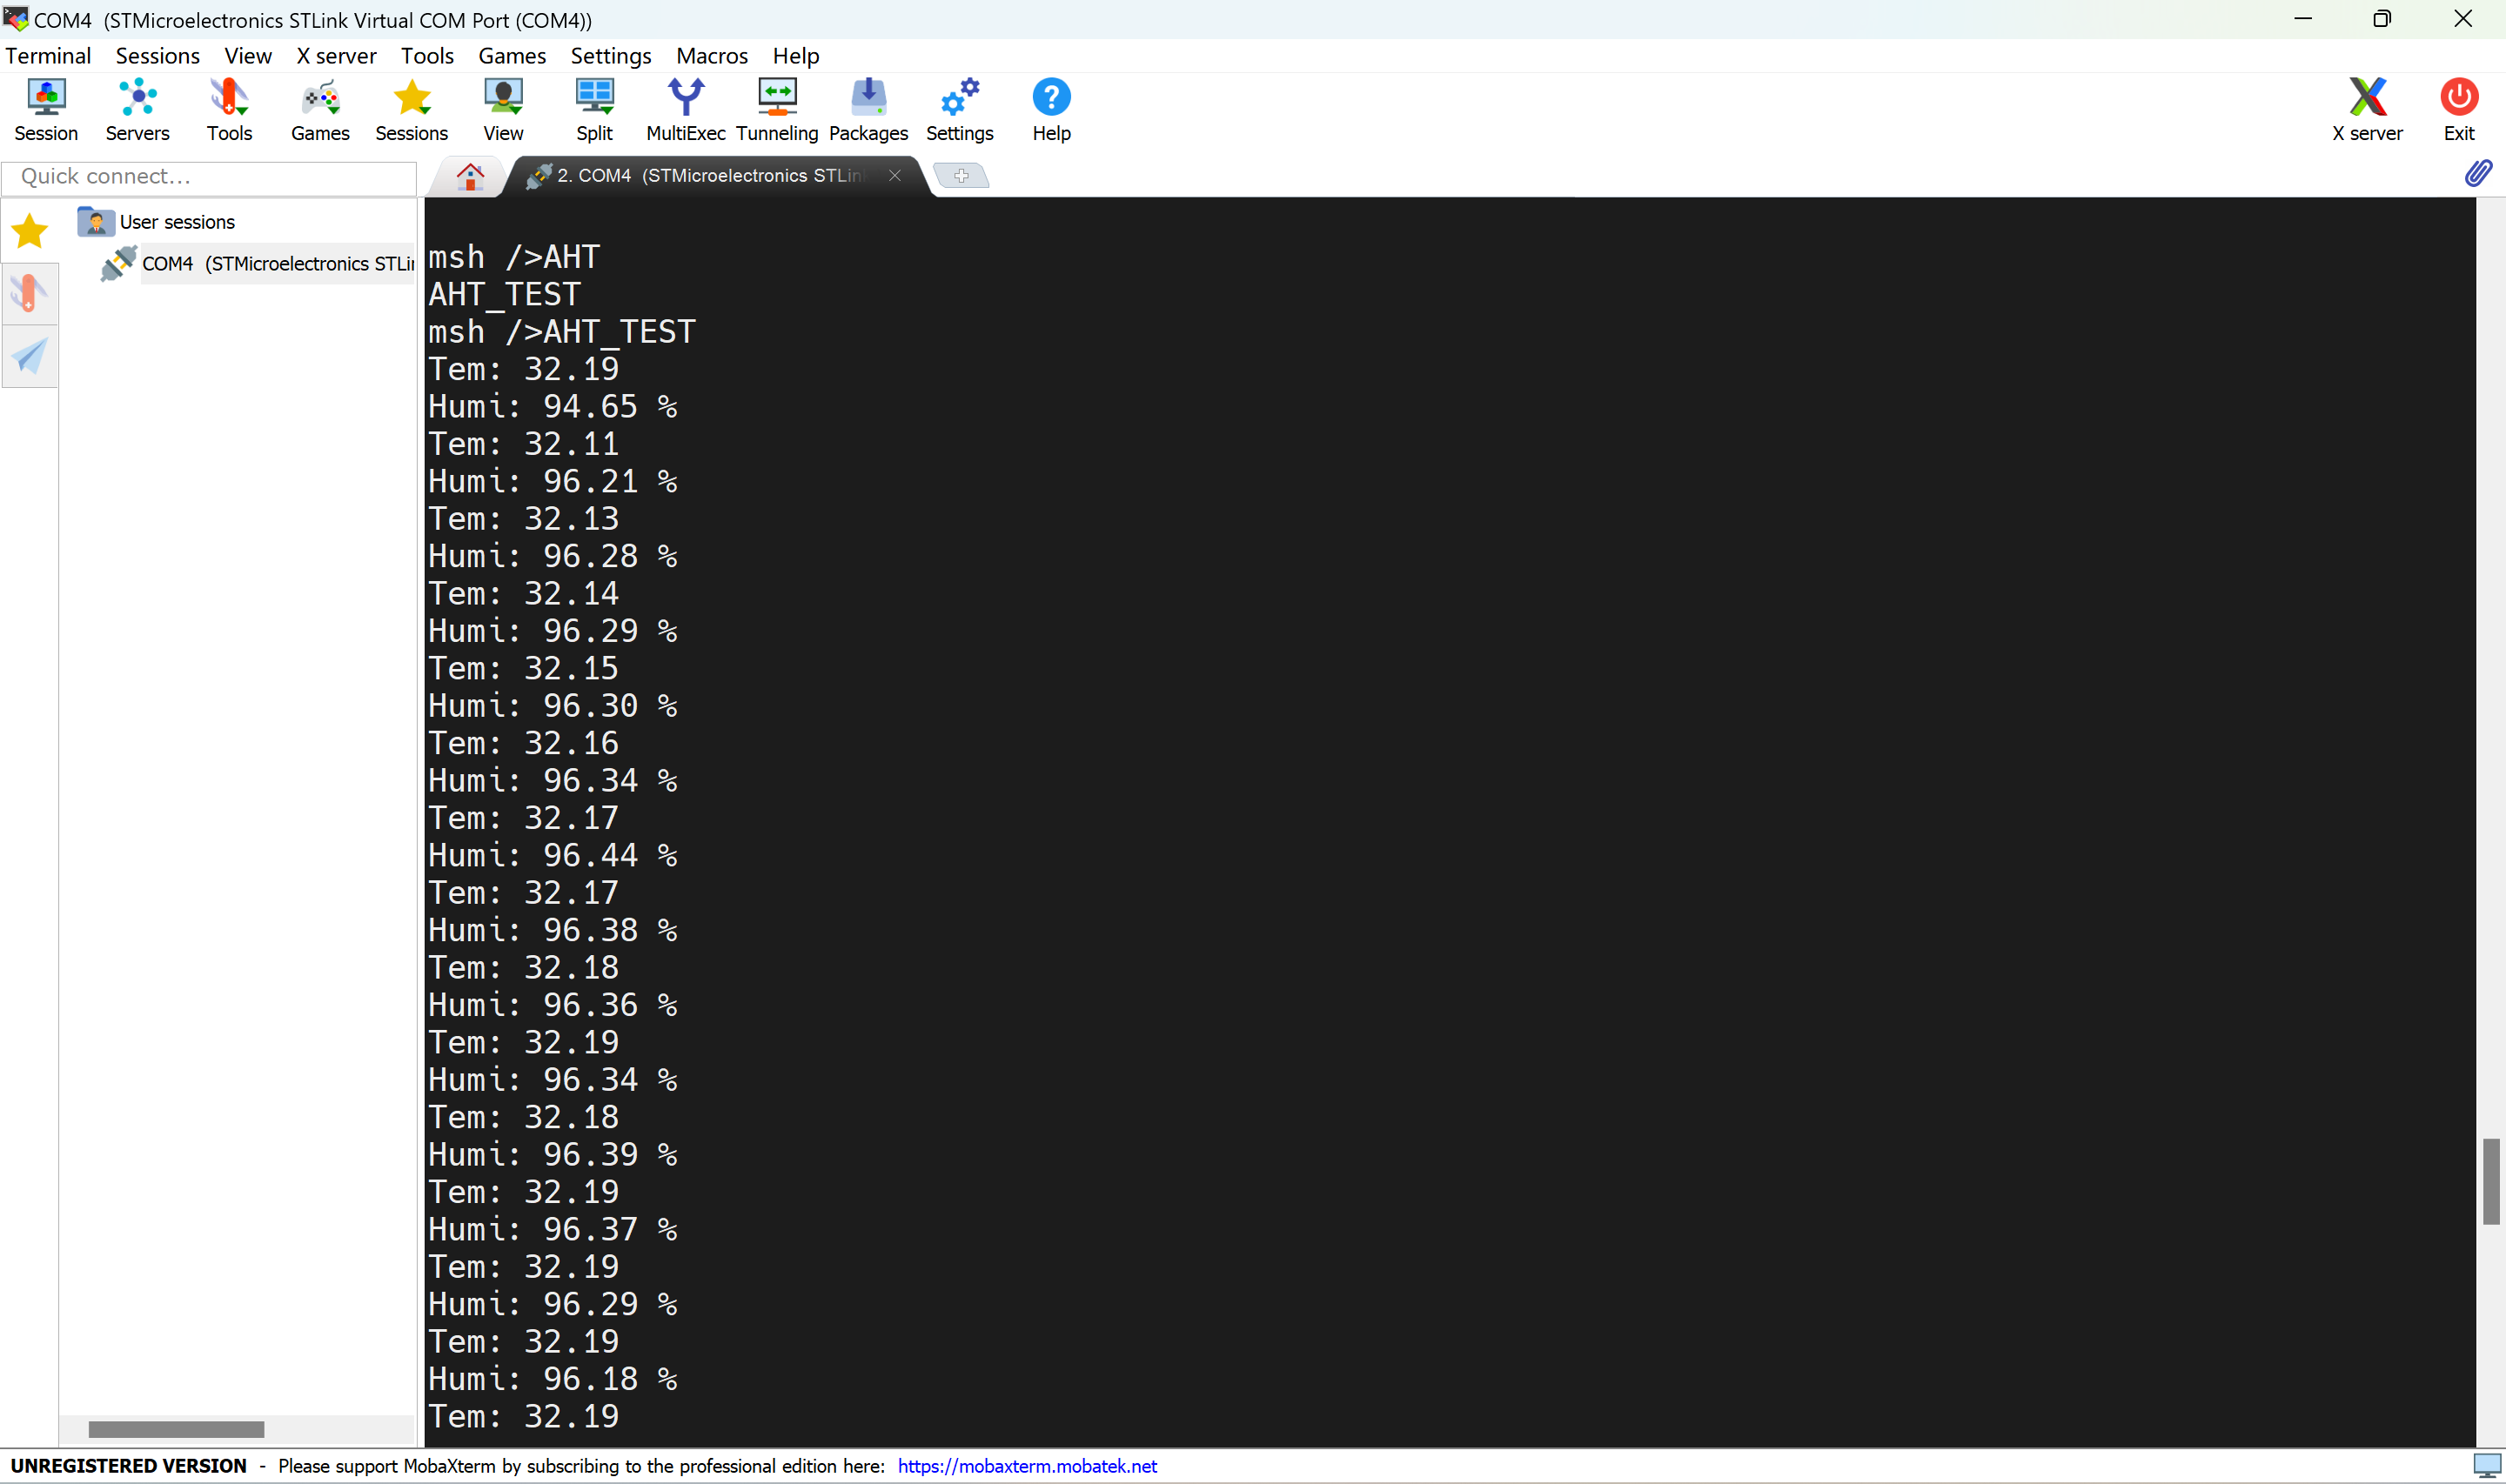 COM4  (STMicroelectronics STLink Virtual COM Port (COM4))
Terminal Sessions View X server Tools Games Settings Macros Help
Session Servers Tools Games Sessions View Split MultiExec Tunneling Packages Settings Help X server Exit
Quick connect...
2. COM4  (STMicroelectronics STLin
User sessions
COM4  (STMicroelectronics STLi
msh />AHT
AHT_TEST
msh />AHT_TEST
Tem: 32.19
Humi: 94.65 %
Tem: 32.11
Humi: 96.21 %
Tem: 32.13
Humi: 96.28 %
Tem: 32.14
Humi: 96.29 %
Tem: 32.15
Humi: 96.30 %
Tem: 32.16
Humi: 96.34 %
Tem: 32.17
Humi: 96.44 %
Tem: 32.17
Humi: 96.38 %
Tem: 32.18
Humi: 96.36 %
Tem: 32.19
Humi: 96.34 %
Tem: 32.18
Humi: 96.39 %
Tem: 32.19
Humi: 96.37 %
Tem: 32.19
Humi: 96.29 %
Tem: 32.19
Humi: 96.18 %
Tem: 32.19
UNREGISTERED VERSION - Please support MobaXterm by subscribing to the professional edition here: https://mobaxterm.mobatek.net